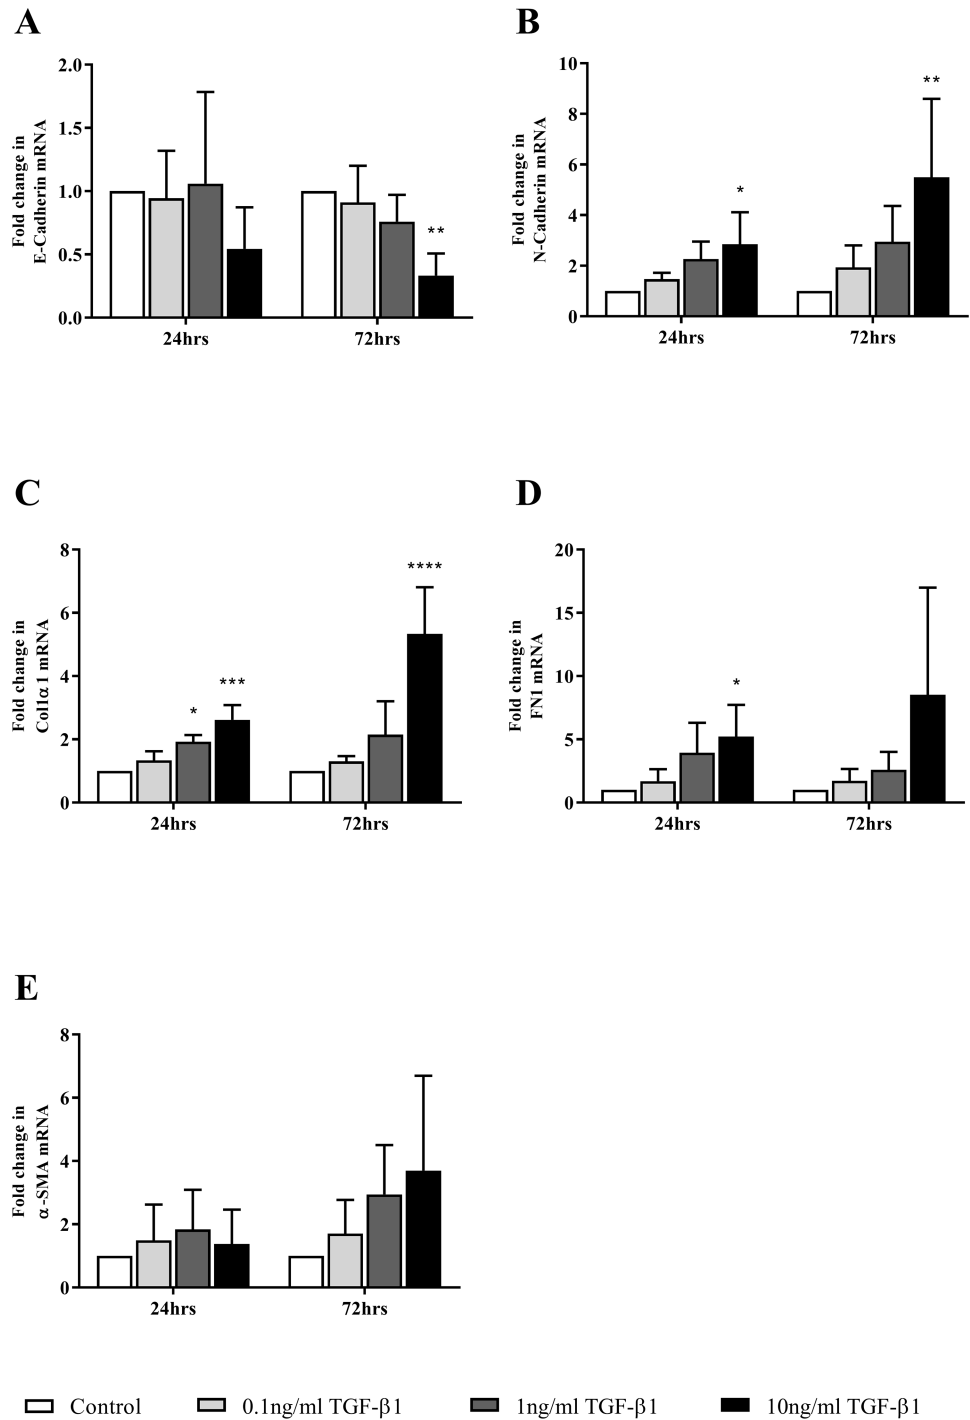 A
Fold change in
E-Cadherin mRNA
2.0
1.5
1.0
0.5
0.0
**
24hrs
72hrs
B
Fold change in
N-Cadherin mRNA
10
8
6
4
2
0
*
**
24hrs
72hrs
C
Fold change in
Col1α1 mRNA
8
6
4
2
0
*
***
****
24hrs
72hrs
D
Fold change in
FN1 mRNA
20
15
10
5
0
*
24hrs
72hrs
E
Fold change in
α-SMA mRNA
8
6
4
2
0
24hrs
72hrs
Control
0.1ng/ml TGF-β1
1ng/ml TGF-β1
10ng/ml TGF-β1